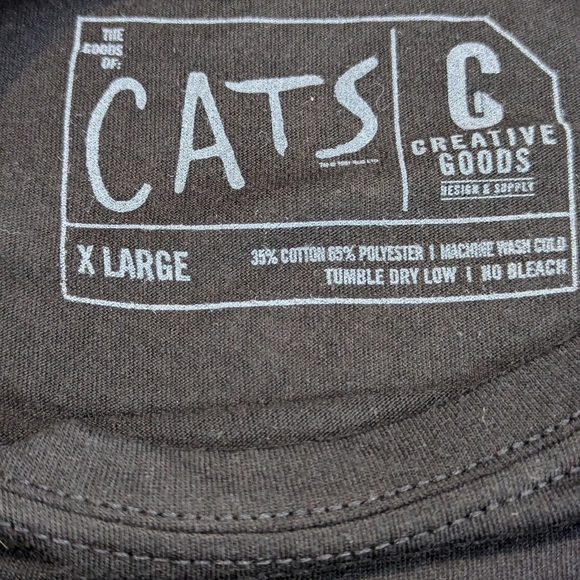 THE
GOODS
OF:
CATS
C
CREATIVE
GOODS
DESIGN & SUPPLY
X LARGE
35% COTTON 65% POLYESTER | MACHINE WASH COLD
TUMBLE DRY LOW | NO BLEACH